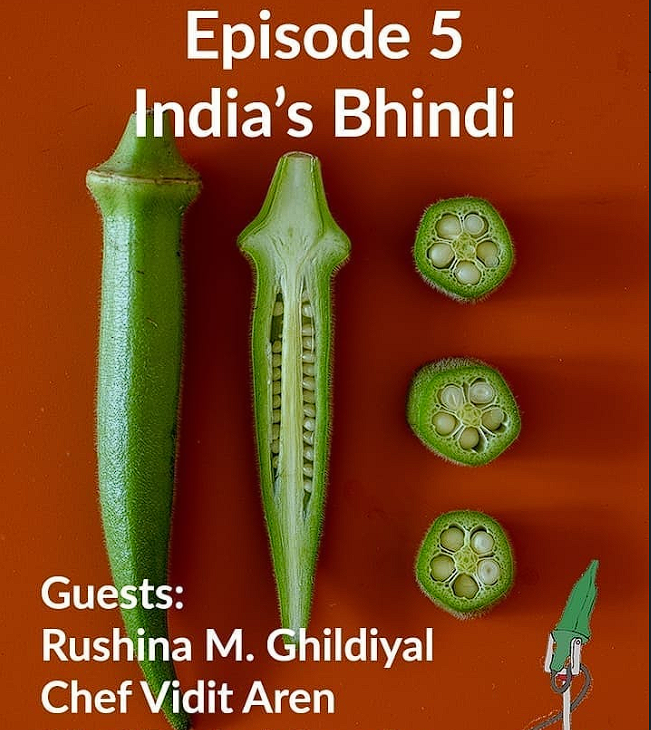 Episode 5
India’s Bhindi
Guests:
Rushina M. Ghildiyal
Chef Vidit Aren